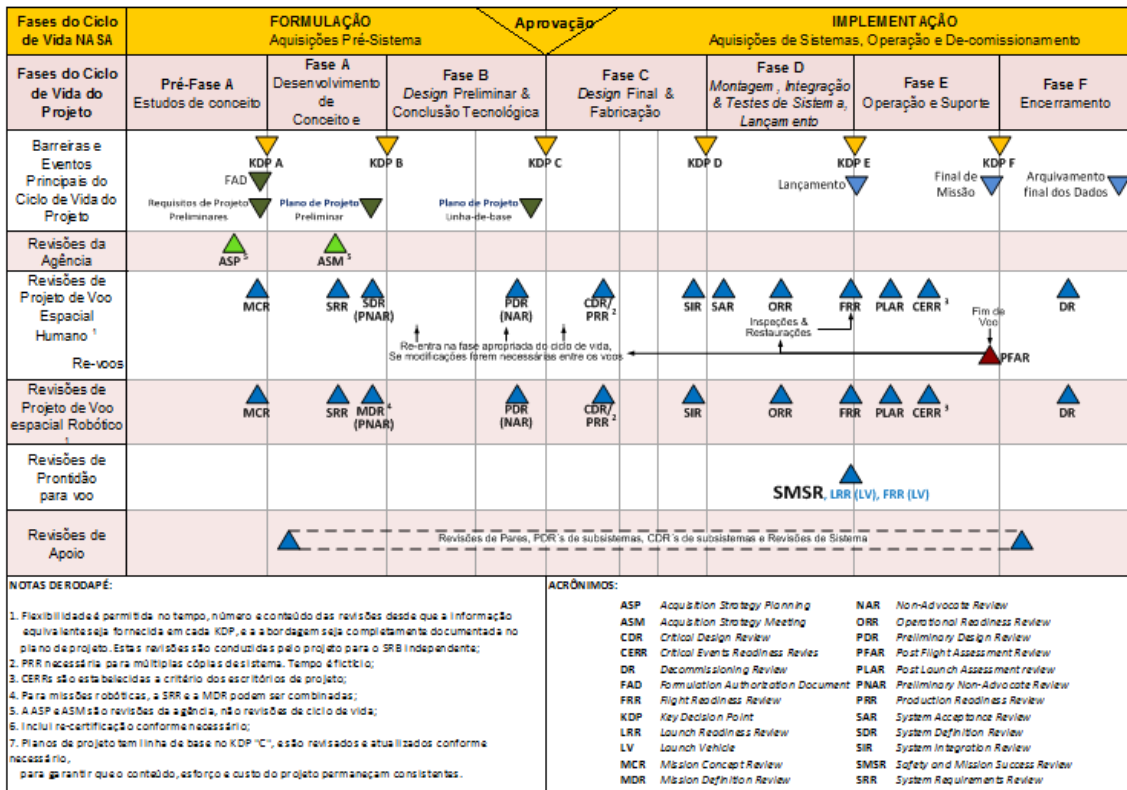 Fases do Ciclo
de Vida NASA
FORMULAÇÃO
Aquisições Pré-Sistema
Aprovação
IMPLEMENTAÇÃO
Aquisições de Sistemas, Operação e De-comissionamento
Fases do Ciclo
de Vida do
Projeto
Pré-Fase A
Estudos de conceito
Fase A
Desenvolvimento
de
Conceito e
Fase B
Design Preliminar &
Conclusão Tecnológica
Fase C
Design Final &
Fabricação
Fase D
Montagem, Integração
& Testes de Sistema,
Lançamento
Fase E
Operação e Suporte
Fase F
Encerramento
Barreiras e
Eventos
Principais do
Ciclo de Vida do
Projeto
KDP A
KDP B
KDP C
KDP D
KDP E
KDP F
FAD
Lançamento
Final de
Missão
Arquivamento
final dos Dados
Requisitos de Projeto
Preliminares
Plano de Projeto
Preliminar
Plano de Projeto
Linha-de-base
Revisões da
Agência
ASP 5
ASM 5
Revisões de
Projeto de Voo
Espacial
Humano 1
Re-voos
MCR
SRR
SDR
(PNAR)
PDR
(NAR)
CDR/
PRR 2
SIR
SAR
ORR
FRR
PLAR
CERR 3
DR
Inspeções &
Restaurações
Fim de
Voo
Re-entra na fase apropriada do ciclo de vida,
Se modificações forem necessárias entre os voos
PFAR
Revisões de
Projeto de Voo
espacial Robótico
1
MCR
SRR
MDR 4
(PNAR)
PDR
(NAR)
CDR/
PRR 2
SIR
ORR
FRR
PLAR
CERR 3
DR
Revisões de
Prontidão
para voo
SMSR, LRR (LV), FRR (LV)
Revisões de
Apoio
Revisões de Pares, PDR´s de subsistemas, CDR´s de subsistemas e Revisões de Sistema
NOTAS DE RODAPÉ:
1. Flexibilidade é permitida no tempo, número e conteúdo das revisões desde que a informação
equivalente seja fornecida em cada KDP, e a abordagem seja completamente documentada no
plano de projeto. Estas revisões são conduzidas pelo projeto para o SRB independente;
2. PRR necessária para múltiplas cópias de sistema. Tempo é fictício;
3. CERRs são estabelecidas a critério dos escritórios de projeto;
4. Para missões robóticas, a SRR e a MDR podem ser combinadas;
5. A ASP e ASM são revisões da agência, não revisões de ciclo de vida;
6. Inclui re-certificação conforme necessário;
7. Planos de projeto tem linha de base no KDP "C", e são revisados e atualizados conforme
necessário,
para garantir que o conteúdo, esforço e custo do projeto permaneçam consistentes.
ACRÔNIMOS:
ASP Acquisition Strategy Planning
ASM Acquisition Strategy Meeting
CDR Critical Design Review
CERR Critical Events Readiness Revies
DR Decommissioning Review
FAD Formulation Authorization Document
FRR Flight Readiness Review
KDP Key Decision Point
LRR Launch Readiness Review
LV Launch Vehicle
MCR Mission Concept Review
MDR Mission Definition Review
NAR Non-Advocate Review
ORR Operational Readiness Review
PDR Preliminary Design Review
PFAR Post Flight Assessment Review
PLAR Post Launch Assessment review
PNAR Preliminary Non-Advocate Review
PRR Production Readiness Review
SAR System Acceptance Review
SDR System Definition Review
SIR System Integration Review
SMSR Safety and Mission Success Review
SRR System Requirements Review